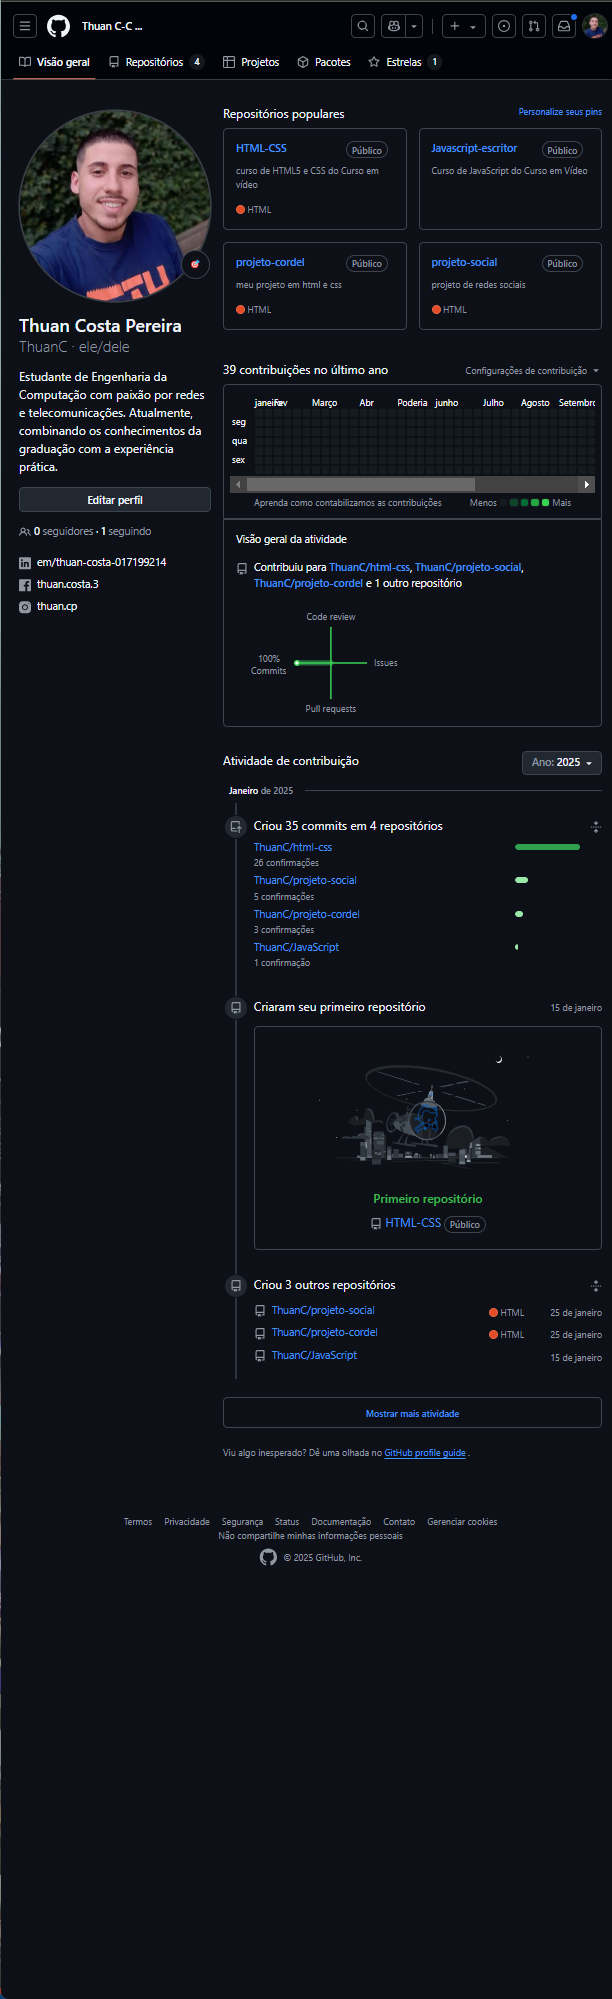 Thuan C-C ...
Visão geral
Repositórios 4
Projetos
Pacotes
Estrelas 1
Thuan Costa Pereira
ThuanC · ele/dele
Estudante de Engenharia da
Computação com paixão por redes
e telecomunicações. Atualmente,
combinando os conhecimentos da
graduação com a experiência
prática.
Editar perfil
0 seguidores · 1 seguindo
em/thuan-costa-017199214
thuan.costa.3
thuan.cp
Repositórios populares
Personalize seus pins
HTML-CSS Público
curso de HTML5 e CSS do Curso em
vídeo
HTML
Javascript-escritor Público
Curso de JavaScript do Curso em Vídeo
projeto-cordel Público
meu projeto em html e css
HTML
projeto-social Público
projeto de redes sociais
HTML
39 contribuições no último ano
Configurações de contribuição
janeiro Fev Março Abr Poderia junho Julho Agosto Setembro
seg
qua
sex
Aprenda como contabilizamos as contribuições
Menos Mais
Visão geral da atividade
Contribuiu para ThuanC/html-css, ThuanC/projeto-social,
ThuanC/projeto-cordel e 1 outro repositório
Code review
100%
Commits
Issues
Pull requests
Atividade de contribuição
Ano: 2025
Janeiro de 2025
Criou 35 commits em 4 repositórios
ThuanC/html-css
26 confirmações
ThuanC/projeto-social
5 confirmações
ThuanC/projeto-cordel
3 confirmações
ThuanC/JavaScript
1 confirmação
Criaram seu primeiro repositório 15 de janeiro
Primeiro repositório
HTML-CSS Público
Criou 3 outros repositórios
ThuanC/projeto-social HTML 25 de janeiro
ThuanC/projeto-cordel HTML 25 de janeiro
ThuanC/JavaScript 15 de janeiro
Mostrar mais atividade
Viu algo inesperado? Dê uma olhada no GitHub profile guide .
Termos Privacidade Segurança Status Documentação Contato Gerenciar cookies
Não compartilhe minhas informações pessoais
© 2025 GitHub, Inc.